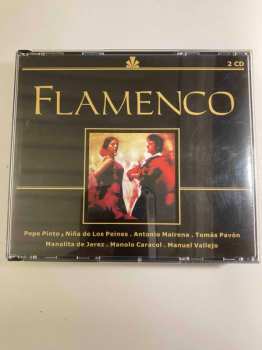 2 CD
FLAMENCO
Pepe Pinto y Niña de Los Peines . Antonio Mairena . Tomás Pavón
Manolita de Jerez . Manolo Caracol . Manuel Vallejo